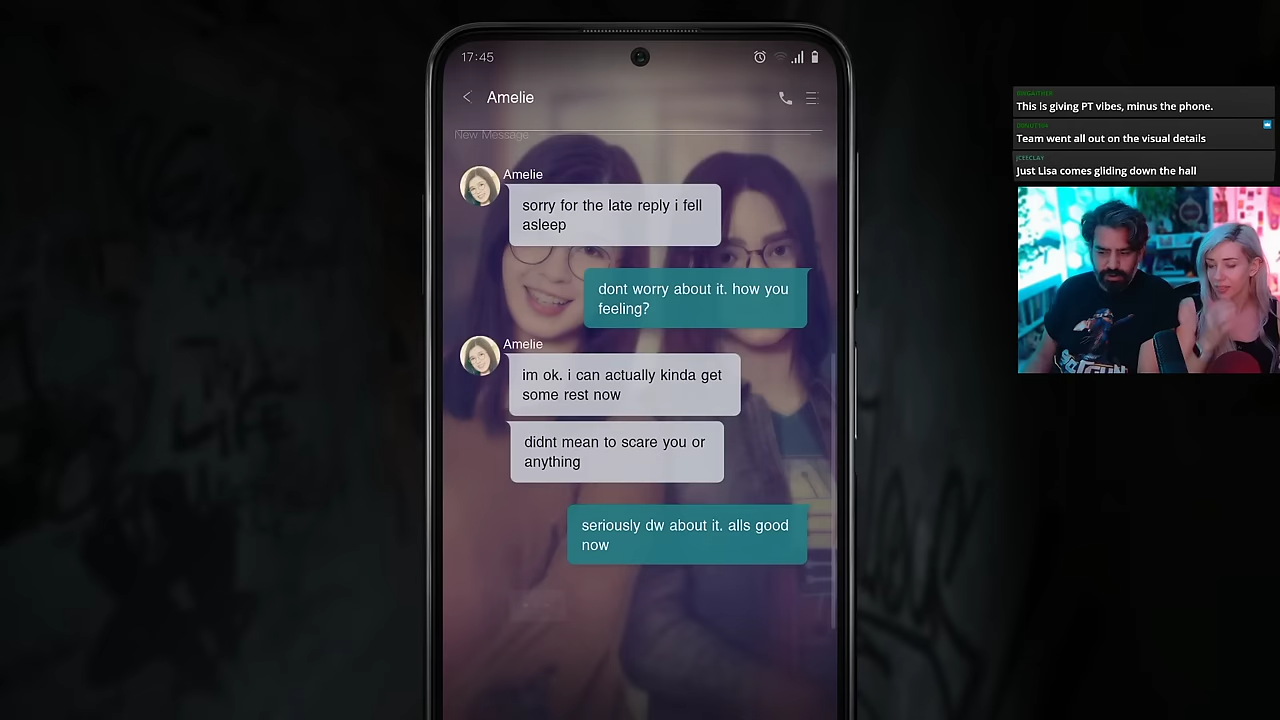 17:45
Amelie
New Message
Amelie
sorry for the late reply i fell
asleep
dont worry about it. how you
feeling?
Amelie
im ok. i can actually kinda get
some rest now
didnt mean to scare you or
anything
seriously dw about it. alls good
now
This is giving PT vibes, minus the phone.
Team went all out on the visual details
JCEECLAY
Just Lisa comes gliding down the hall